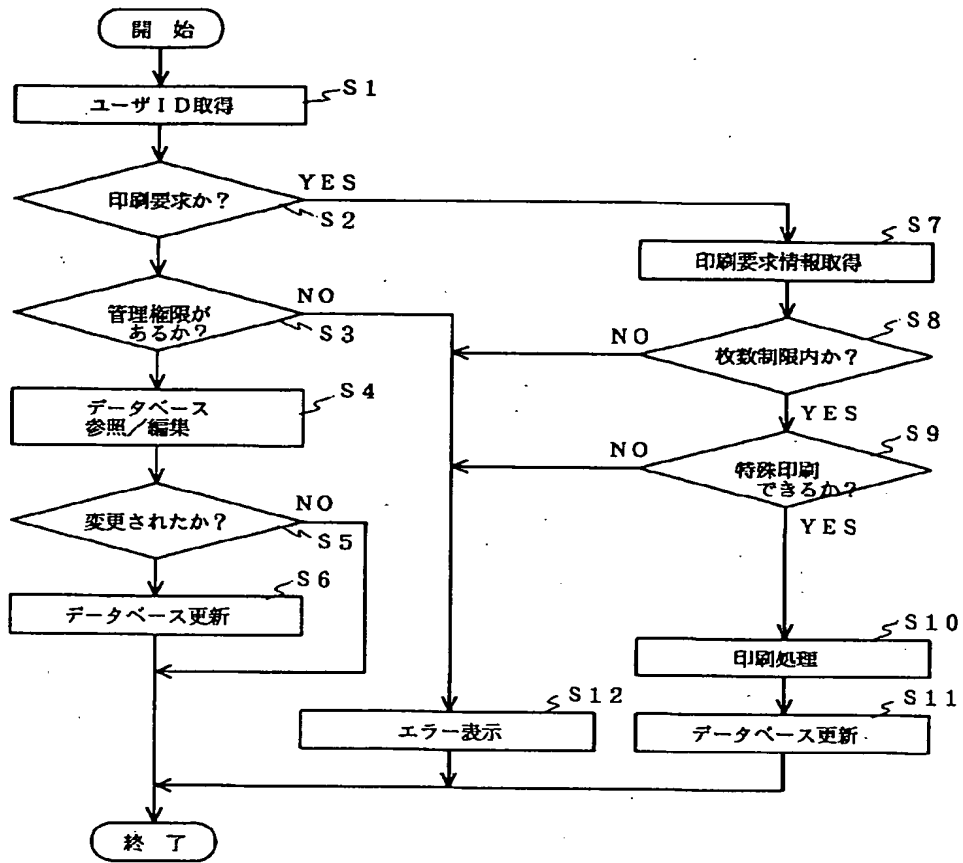 開 始
ユーザID取得
S1
印刷要求か?
YES
S2
管理権限が
あるか?
NO
S3
データベース
参照/編集
S4
変更されたか?
NO
S5
データベース更新
S6
印刷要求情報取得
S7
枚数制限内か?
S8
NO
YES
特殊印刷
できるか?
S9
NO
YES
印刷処理
S10
データベース更新
S11
エラー表示
S12
終 了